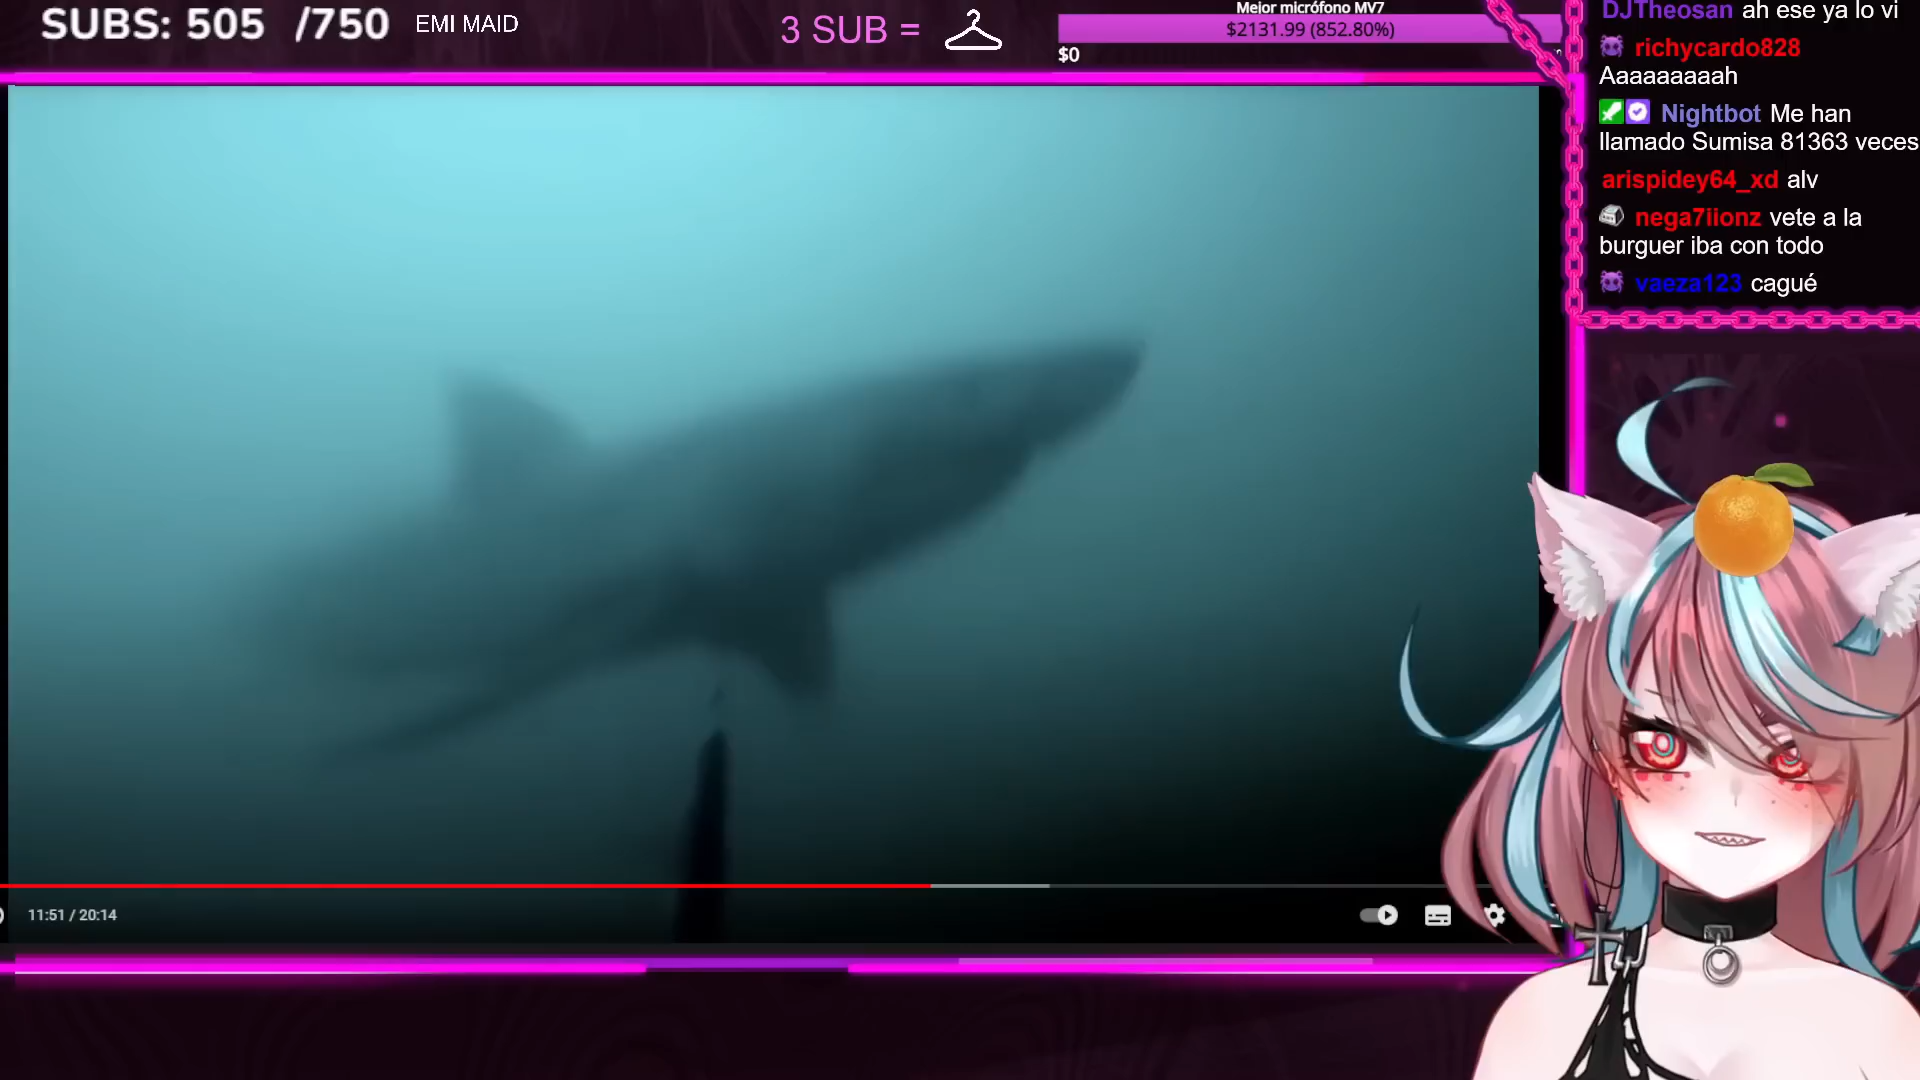 SUBS: 505 /750
EMI MAID
3 SUB =
Mejor micrófono MV7
$2131.99 (852.80%)
$0
DJTheosan ah ese ya lo vi
richycardo828
Aaaaaaaaah
Nightbot Me han
llamado Sumisa 81363 veces
arispidey64_xd alv
nega7iionz vete a la
burguer iba con todo
vaeza123 cagué
11:51 / 20:14